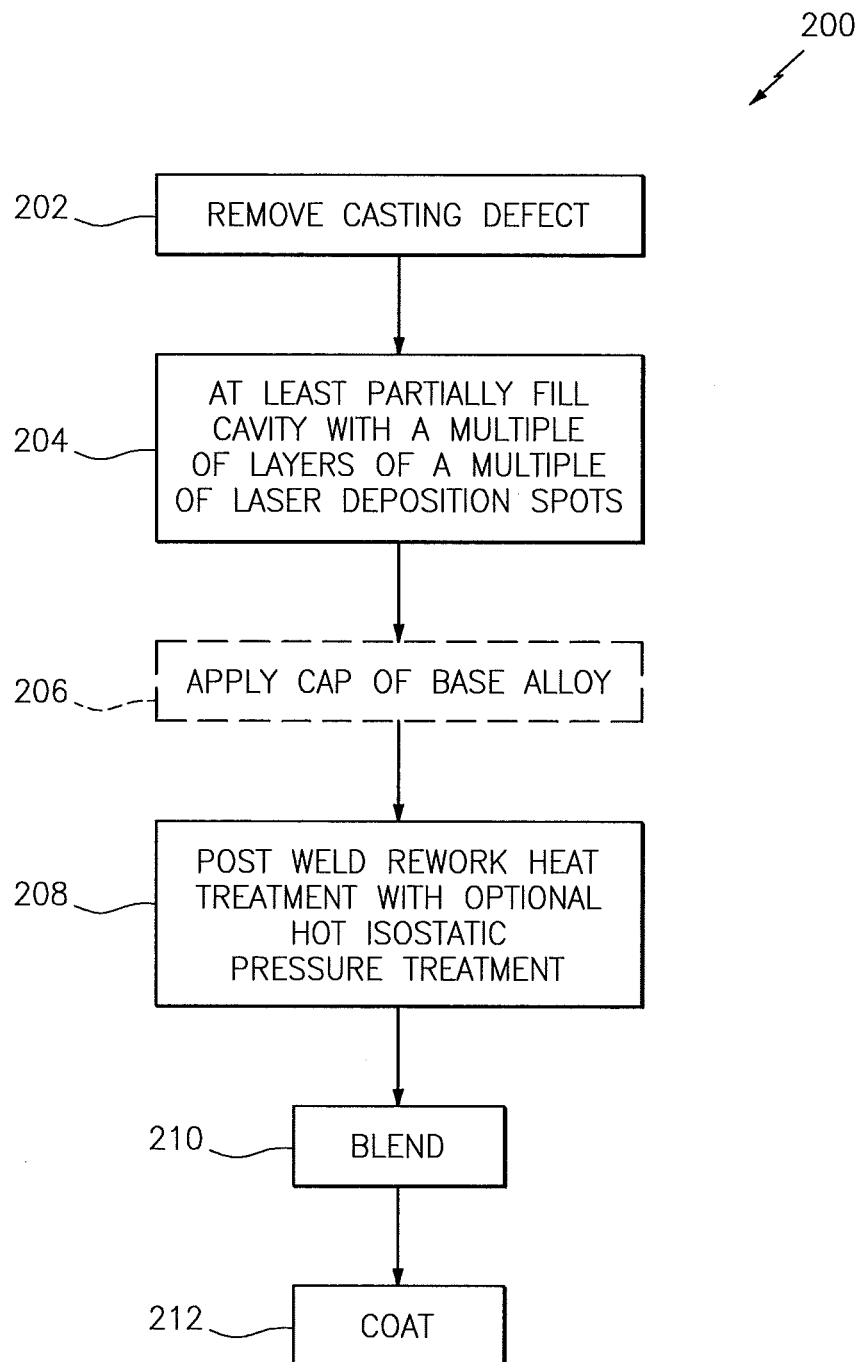 200
202
REMOVE CASTING DEFECT
204
AT LEAST PARTIALLY FILL
CAVITY WITH A MULTIPLE
OF LAYERS OF A MULTIPLE
OF LASER DEPOSITION SPOTS
206
APPLY CAP OF BASE ALLOY
208
POST WELD REWORK HEAT
TREATMENT WITH OPTIONAL
HOT ISOSTATIC
PRESSURE TREATMENT
210
BLEND
212
COAT